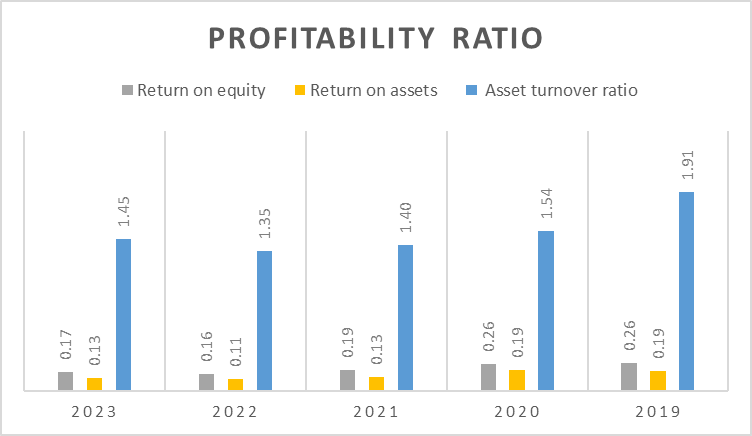 PROFITABILITY RATIO
Return on equity Return on assets Asset turnover ratio
0.17 0.13 1.45 0.16 0.11 1.35 0.19 0.13 1.40 0.26 0.19 1.54 0.26 0.19 1.91
2023 2022 2021 2020 2019